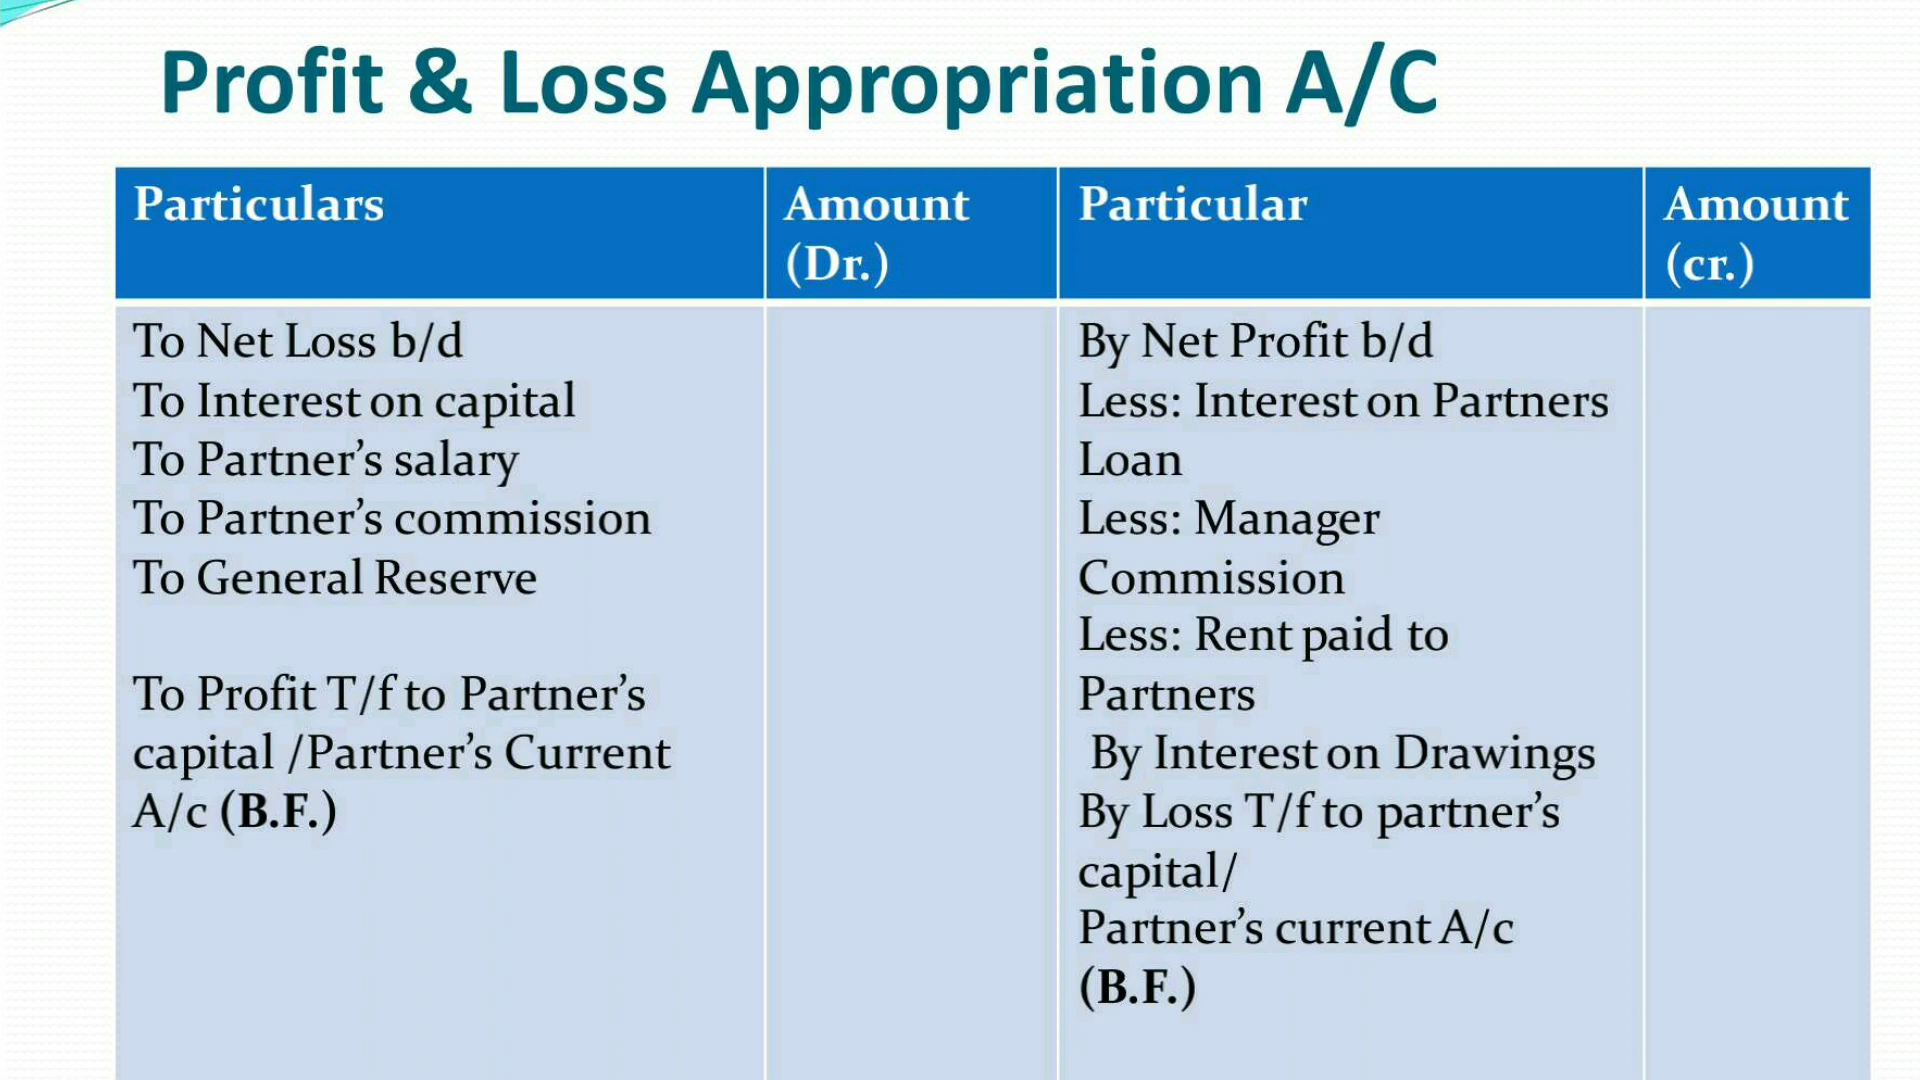 Profit & Loss Appropriation A/C
Particulars
Amount
(Dr.)
Particular
Amount
(cr.)
To Net Loss b/d
To Interest on capital
To Partner’s salary
To Partner’s commission
To General Reserve
To Profit T/f to Partner’s
capital /Partner’s Current
A/c (B.F.)
By Net Profit b/d
Less: Interest on Partners
Loan
Less: Manager
Commission
Less: Rent paid to
Partners
By Interest on Drawings
By Loss T/f to partner’s
capital/
Partner’s current A/c
(B.F.)